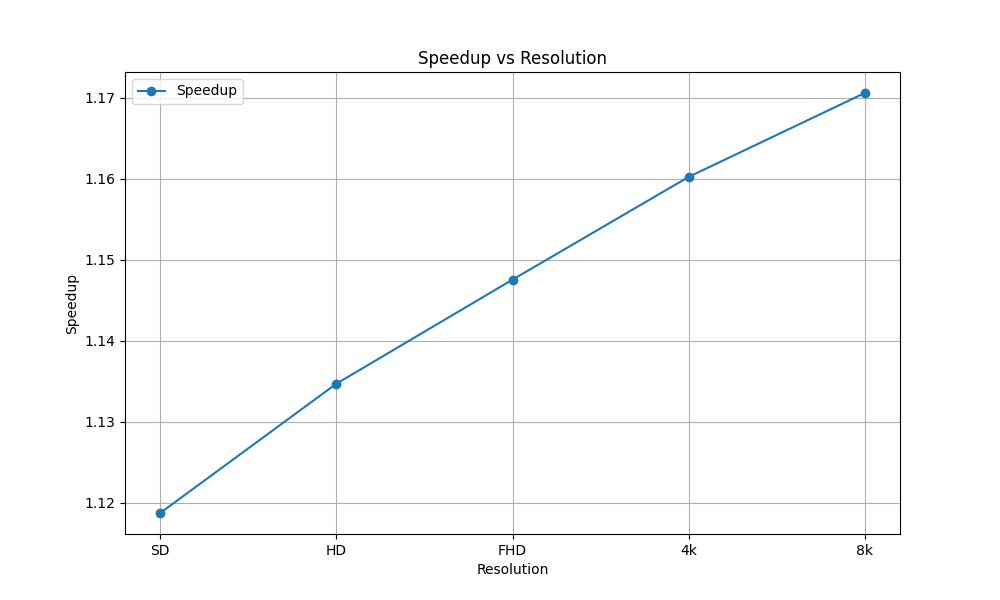 Speedup vs Resolution
Speedup
1.17
1.16
1.15
1.14
1.13
1.12
Speedup
SD HD FHD 4k 8k
Resolution